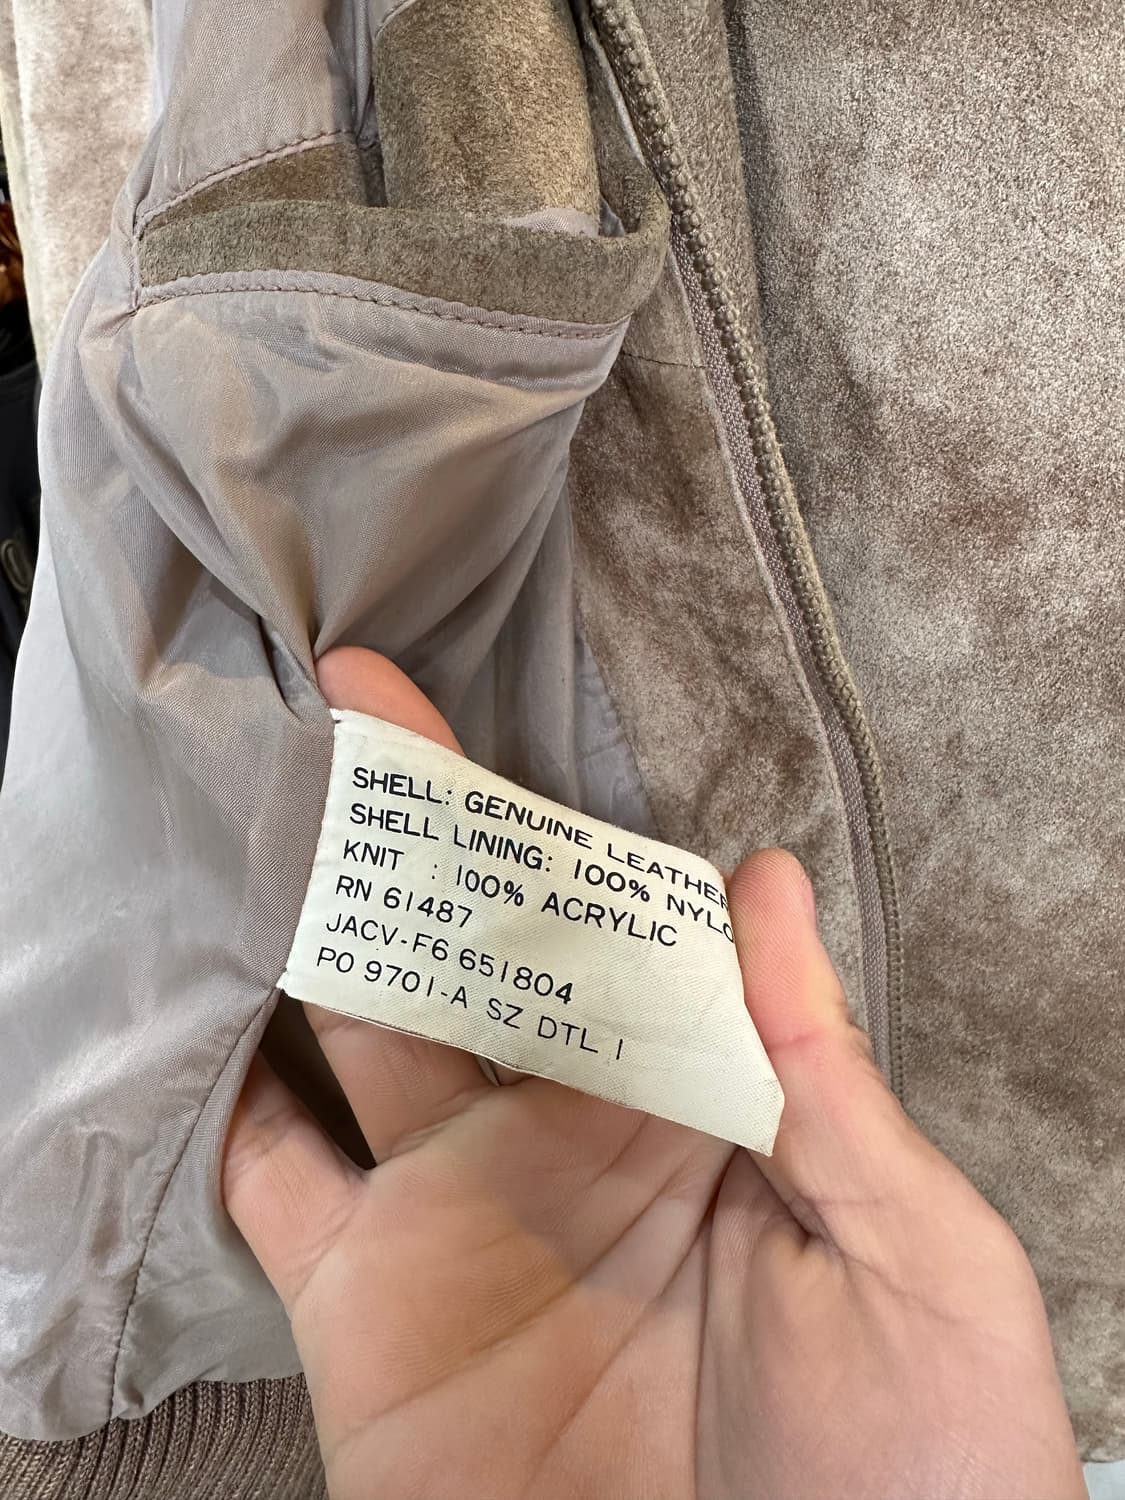 SHELL: GENUINE LEATHER
SHELL LINING: 100% NYLO
KNIT : 100% ACRYLIC
RN 61487
JACV-F6 651804
PO 9701-A SZ DTL 1